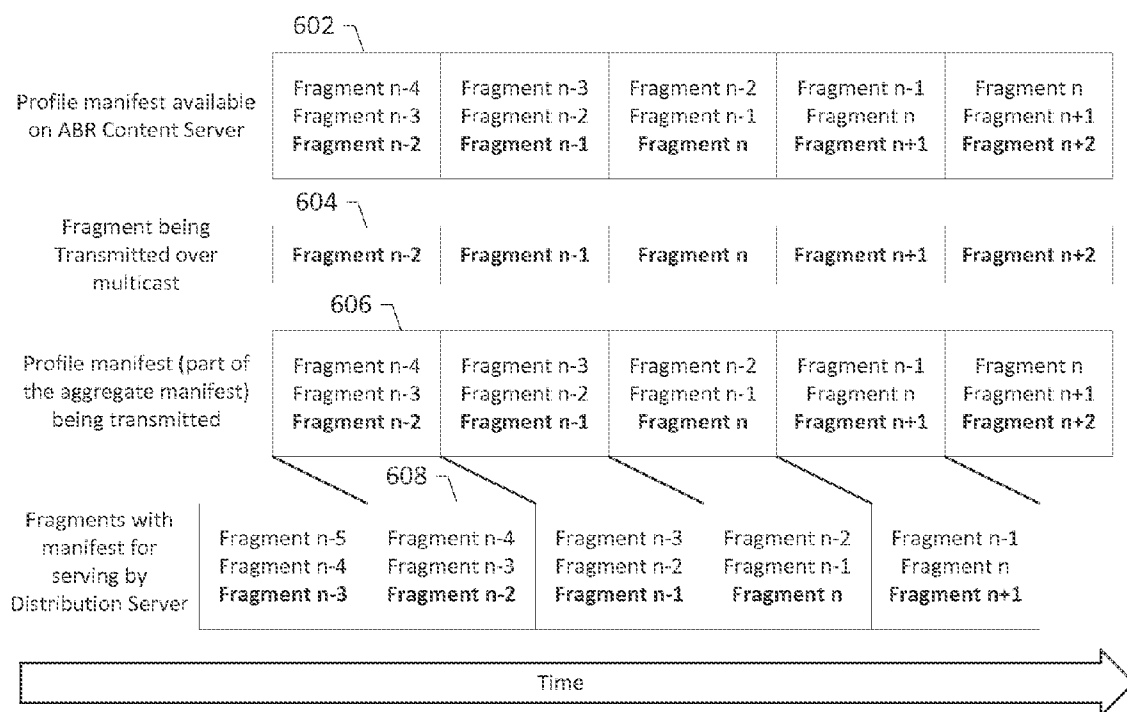 602
Profile manifest available
on ABR Content Server
Fragment n-4 Fragment n-3 Fragment n-2 Fragment n-1 Fragment n
Fragment n-3 Fragment n-2 Fragment n-1 Fragment n Fragment n+1
Fragment n-2 Fragment n-1 Fragment n Fragment n+1 Fragment n+2
604
Fragment being
Transmitted over
multicast
Fragment n-2 Fragment n-1 Fragment n Fragment n+1 Fragment n+2
606
Profile manifest (part of
the aggregate manifest)
being transmitted
Fragment n-4 Fragment n-3 Fragment n-2 Fragment n-1 Fragment n
Fragment n-3 Fragment n-2 Fragment n-1 Fragment n Fragment n+1
Fragment n-2 Fragment n-1 Fragment n Fragment n+1 Fragment n+2
608
Fragments with
manifest for
serving by
Distribution Server
Fragment n-5 Fragment n-4 Fragment n-3 Fragment n-2 Fragment n-1
Fragment n-4 Fragment n-3 Fragment n-2 Fragment n-1 Fragment n
Fragment n-3 Fragment n-2 Fragment n-1 Fragment n Fragment n+1
Time